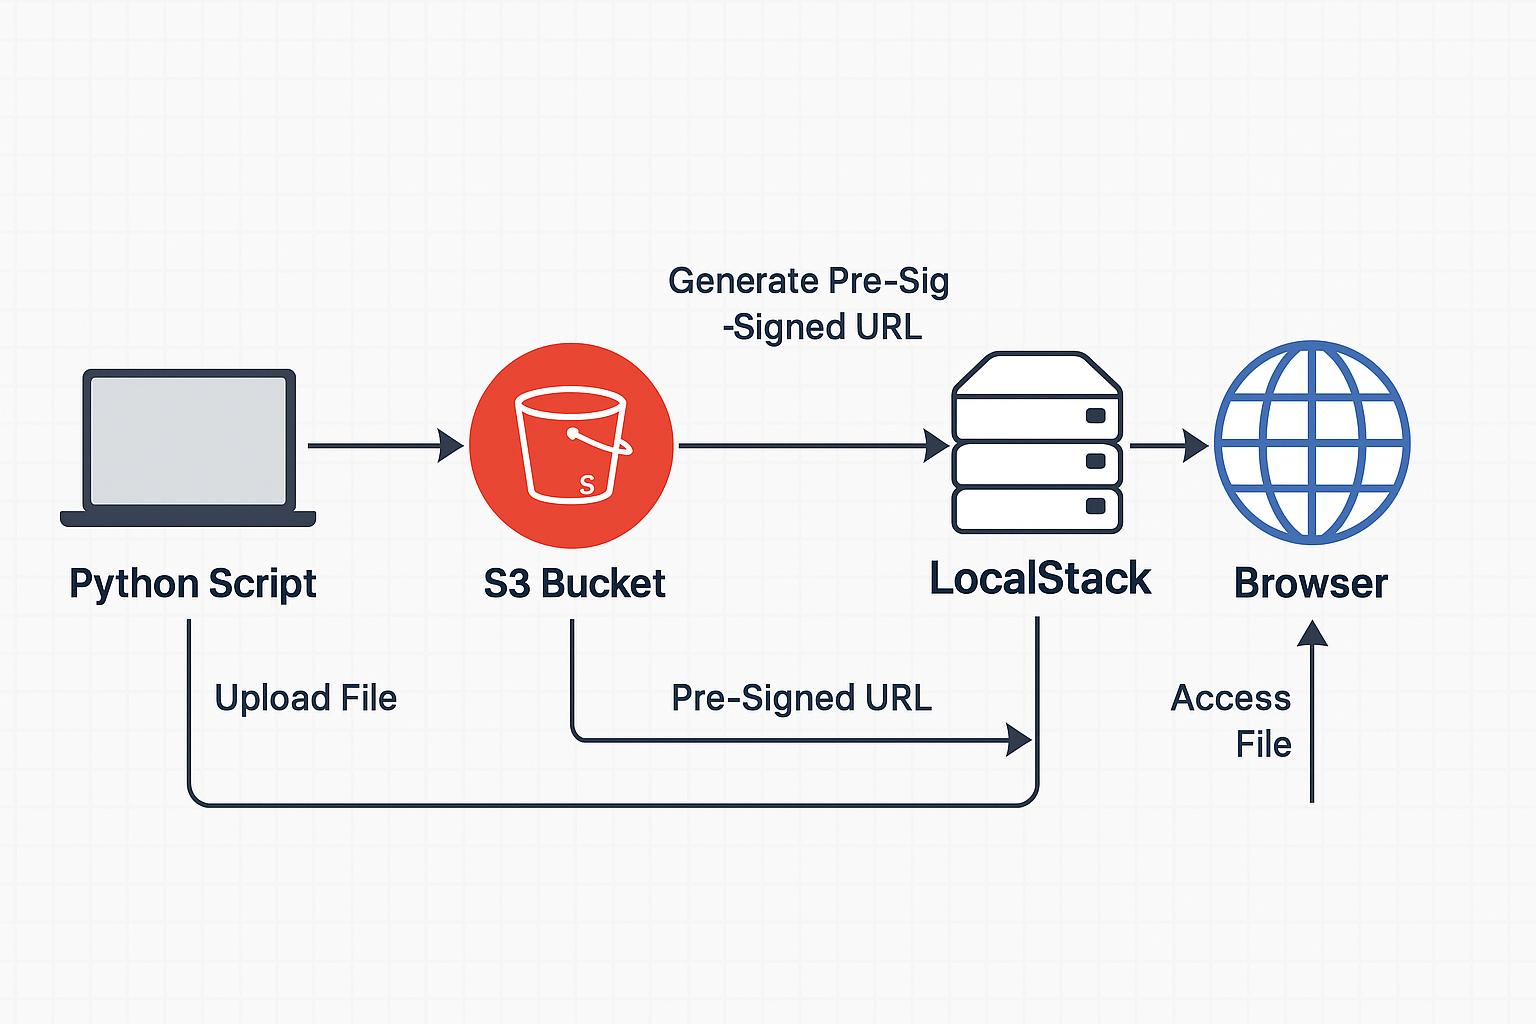 Generate Pre-Sig
-Signed URL
S
Python Script
S3 Bucket
LocalStack
Browser
Upload File
Pre-Signed URL
Access
File